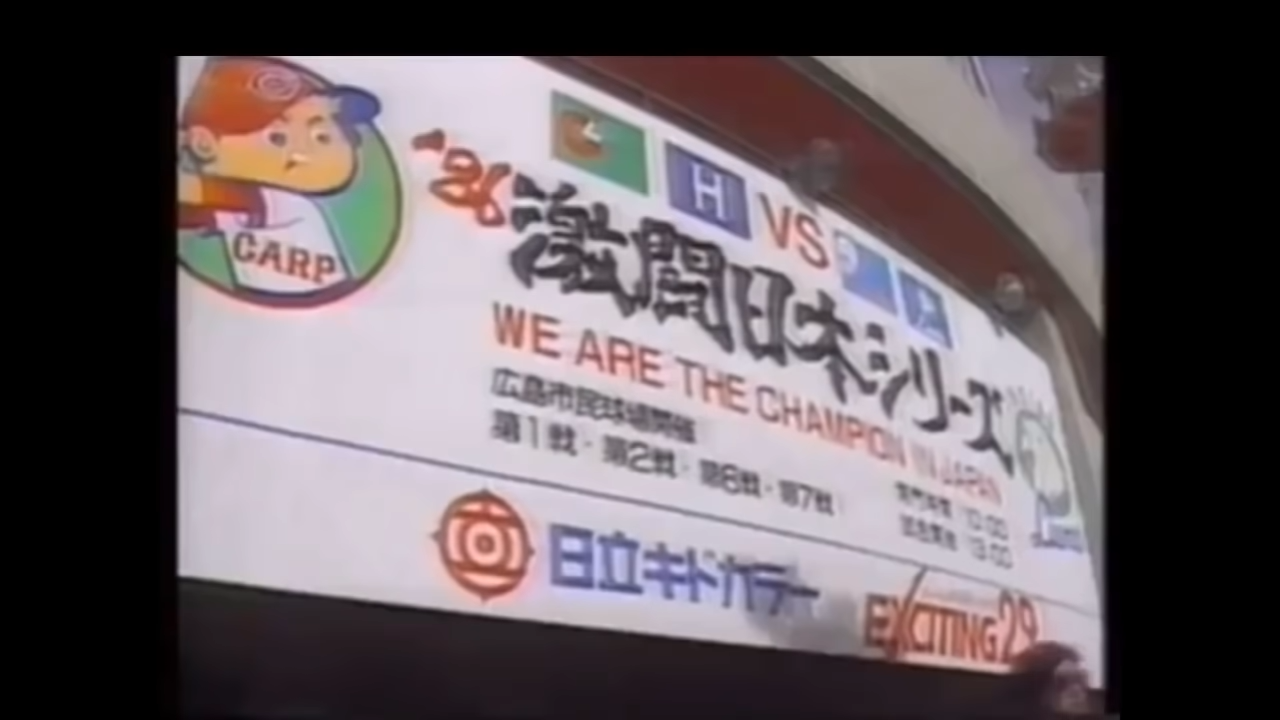 CARP
C
H
VS
'86
激闘日本シリーズ
WE ARE THE CHAMPION IN JAPAN
広島市民球場開催
第1戦・第2戦・第6戦・第7戦
開門時間 10:00
試合開始 13:00
日立キドカラー
EXCITING 29